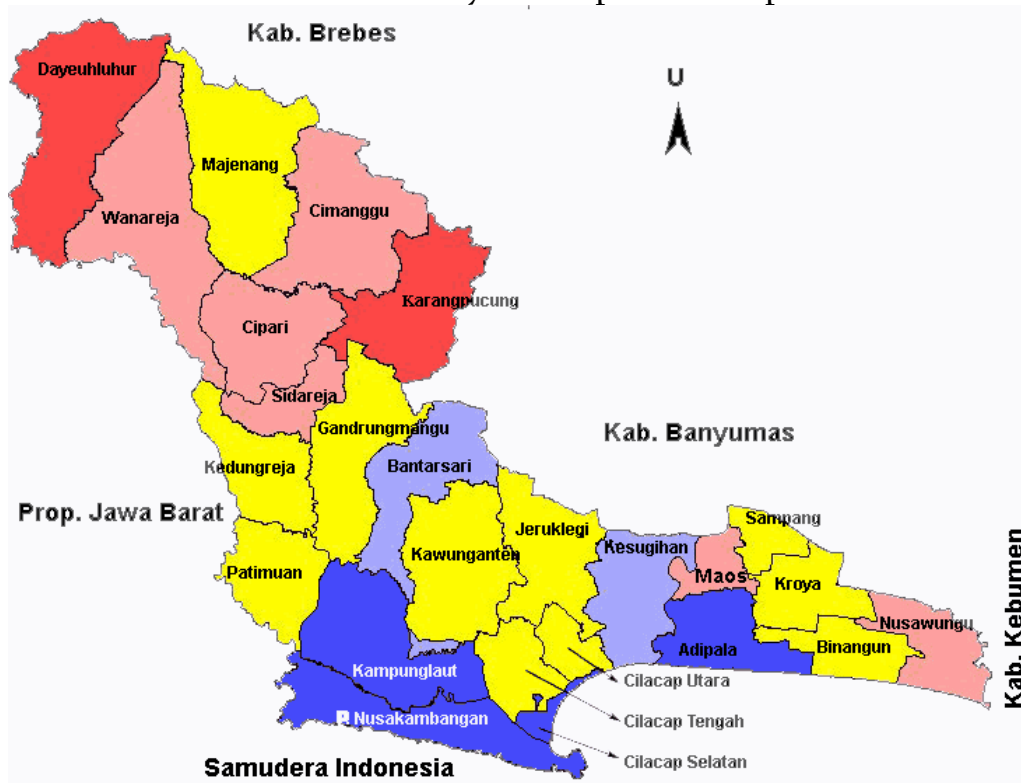 Kab. Brebes
Dayeuhluhur
U
Majenang
Wanareja
Cimanggu
Karangpucung
Cipari
Sidareja
Gandrungmangu
Kab. Banyumas
Kedungreja
Bantarsari
Prop. Jawa Barat
Jeruklegi
Sampang
Kawunganten
Kesugihan
Patimuan
Maos
Kroya
Nusawungu
Kab. Kebumen
Adipala
Binangun
Kampunglaut
Cilacap Utara
P. Nusakambangan
Cilacap Tengah
Cilacap Selatan
Samudera Indonesia